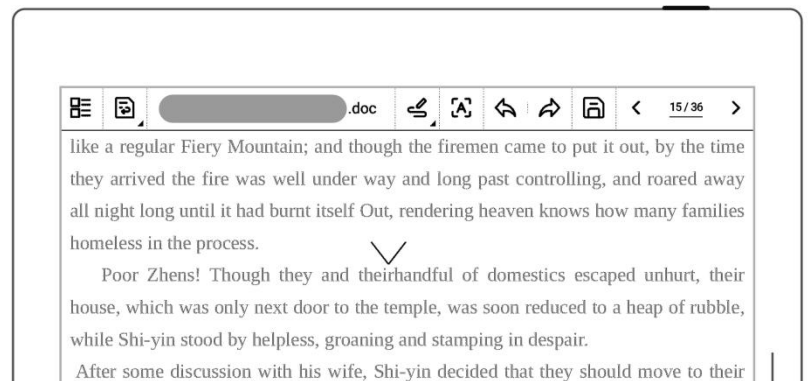 .doc
A
15 / 36
like a regular Fiery Mountain; and though the firemen came to put it out, by the time
they arrived the fire was well under way and long past controlling, and roared away
all night long until it had burnt itself Out, rendering heaven knows how many families
homeless in the process.
Poor Zhens! Though they and theirhandful of domestics escaped unhurt, their
house, which was only next door to the temple, was soon reduced to a heap of rubble,
while Shi-yin stood by helpless, groaning and stamping in despair.
After some discussion with his wife, Shi-yin decided that they should move to their